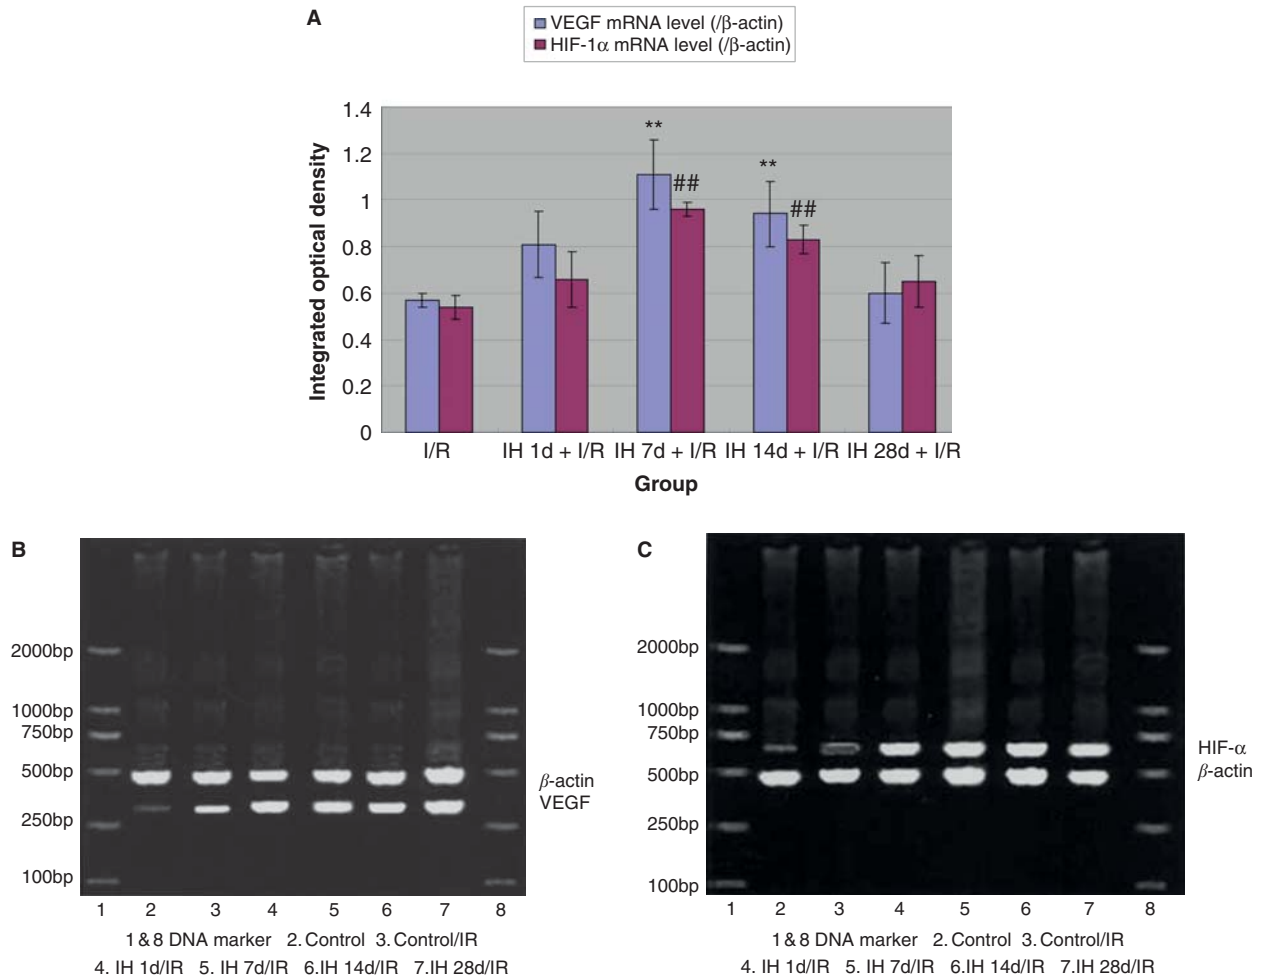 A
VEGF mRNA level (/β-actin)
HIF-1α mRNA level (/β-actin)
Integrated optical density
1.4
1.2
1
0.8
0.6
0.4
0.2
0
**
##
**
##
I/R
IH 1d + I/R
IH 7d + I/R
IH 14d + I/R
IH 28d + I/R
Group
B
2000bp
1000bp
750bp
500bp
250bp
100bp
β-actin
VEGF
1 2 3 4 5 6 7 8
1 & 8 DNA marker 2. Control 3. Control/IR
4. IH 1d/IR 5. IH 7d/IR 6.IH 14d/IR 7.IH 28d/IR
C
2000bp
1000bp
750bp
500bp
250bp
100bp
HIF-α
β-actin
1 2 3 4 5 6 7 8
1 & 8 DNA marker 2. Control 3. Control/IR
4. IH 1d/IR 5. IH 7d/IR 6.IH 14d/IR 7.IH 28d/IR